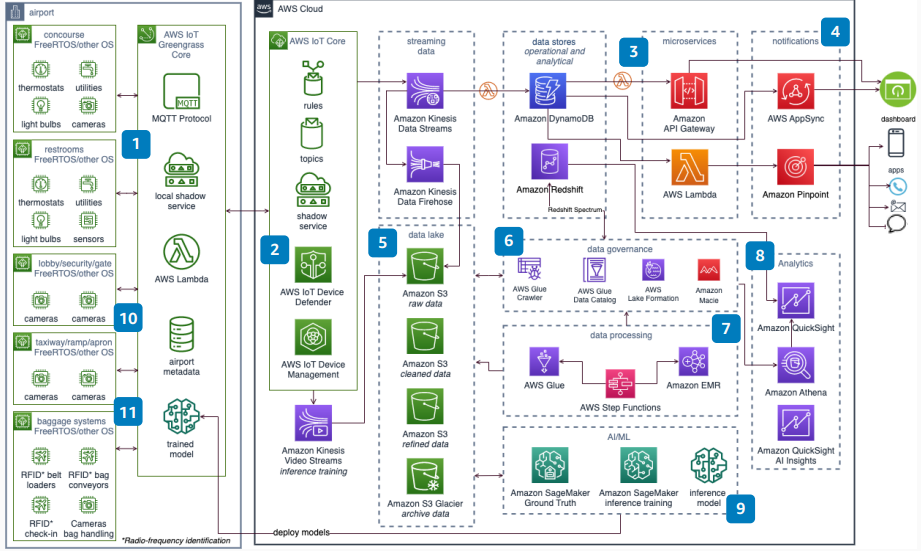 airport
concourse
FreeRTOS/other OS
thermostats
utilities
light bulbs
cameras
1
restrooms
FreeRTOS/other OS
thermostats
utilities
light bulbs
sensors
lobby/security/gate
FreeRTOS/other OS
cameras
cameras
10
taxiway/ramp/apron
FreeRTOS/other OS
cameras
cameras
11
baggage systems
FreeRTOS/other OS
RFID* belt
loaders
RFID* bag
conveyors
RFID*
check-in
Cameras
bag handling
*Radio-frequency identification
AWS IoT
Greengrass
Core
MQTT
MQTT Protocol
local shadow
service
AWS Lambda
airport
metadata
trained
model
aws
AWS Cloud
AWS IoT Core
rules
topics
shadow
service
2
AWS IoT Device
Defender
AWS IoT Device
Management
Amazon Kinesis
Video Streams
inference training
deploy models
streaming
data
Amazon Kinesis
Data Streams
Amazon Kinesis
Data Firehose
5
data lake
Amazon S3
raw data
Amazon S3
cleaned data
Amazon S3
refined data
Amazon S3 Glacier
archive data
data stores
operational and
analytical
Amazon DynamoDB
Amazon Redshift
Redshift Spectrum
3
microservices
Amazon
API Gateway
AWS Lambda
notifications
4
AWS AppSync
Amazon Pinpoint
dashboard
apps
6
data governance
AWS Glue
Crawler
AWS Glue
Data Catalog
AWS
Lake Formation
Amazon
Macie
7
data processing
AWS Glue
AWS Step Functions
Amazon EMR
8
Analytics
Amazon QuickSight
Amazon Athena
Amazon QuickSight
AI Insights
AI/ML
Amazon SageMaker
Ground Truth
Amazon SageMaker
inference training
inference
model
9